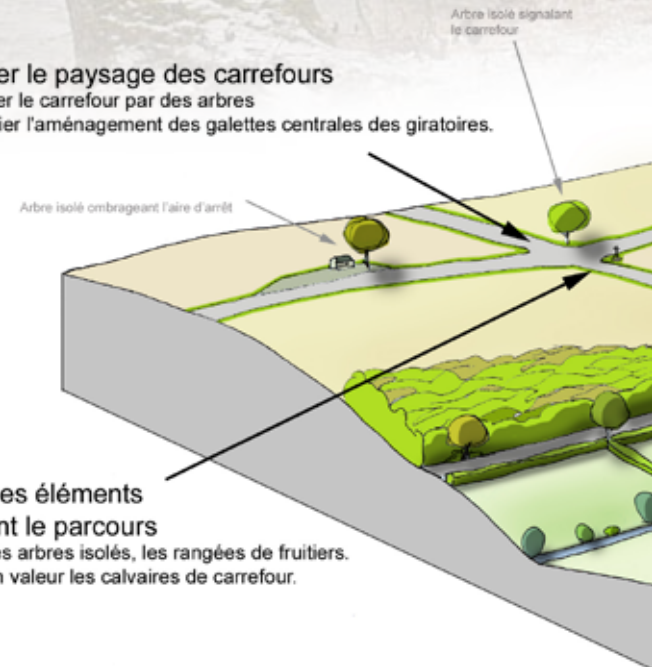 Arbre isolé signalant
le carrefour
er le paysage des carrefours
er le carrefour par des arbres
ier l'aménagement des galettes centrales des giratoires.
Arbre isolé ombrageant l'aire d'arrêt
es éléments
nt le parcours
es arbres isolés, les rangées de fruitiers.
n valeur les calvaires de carrefour.